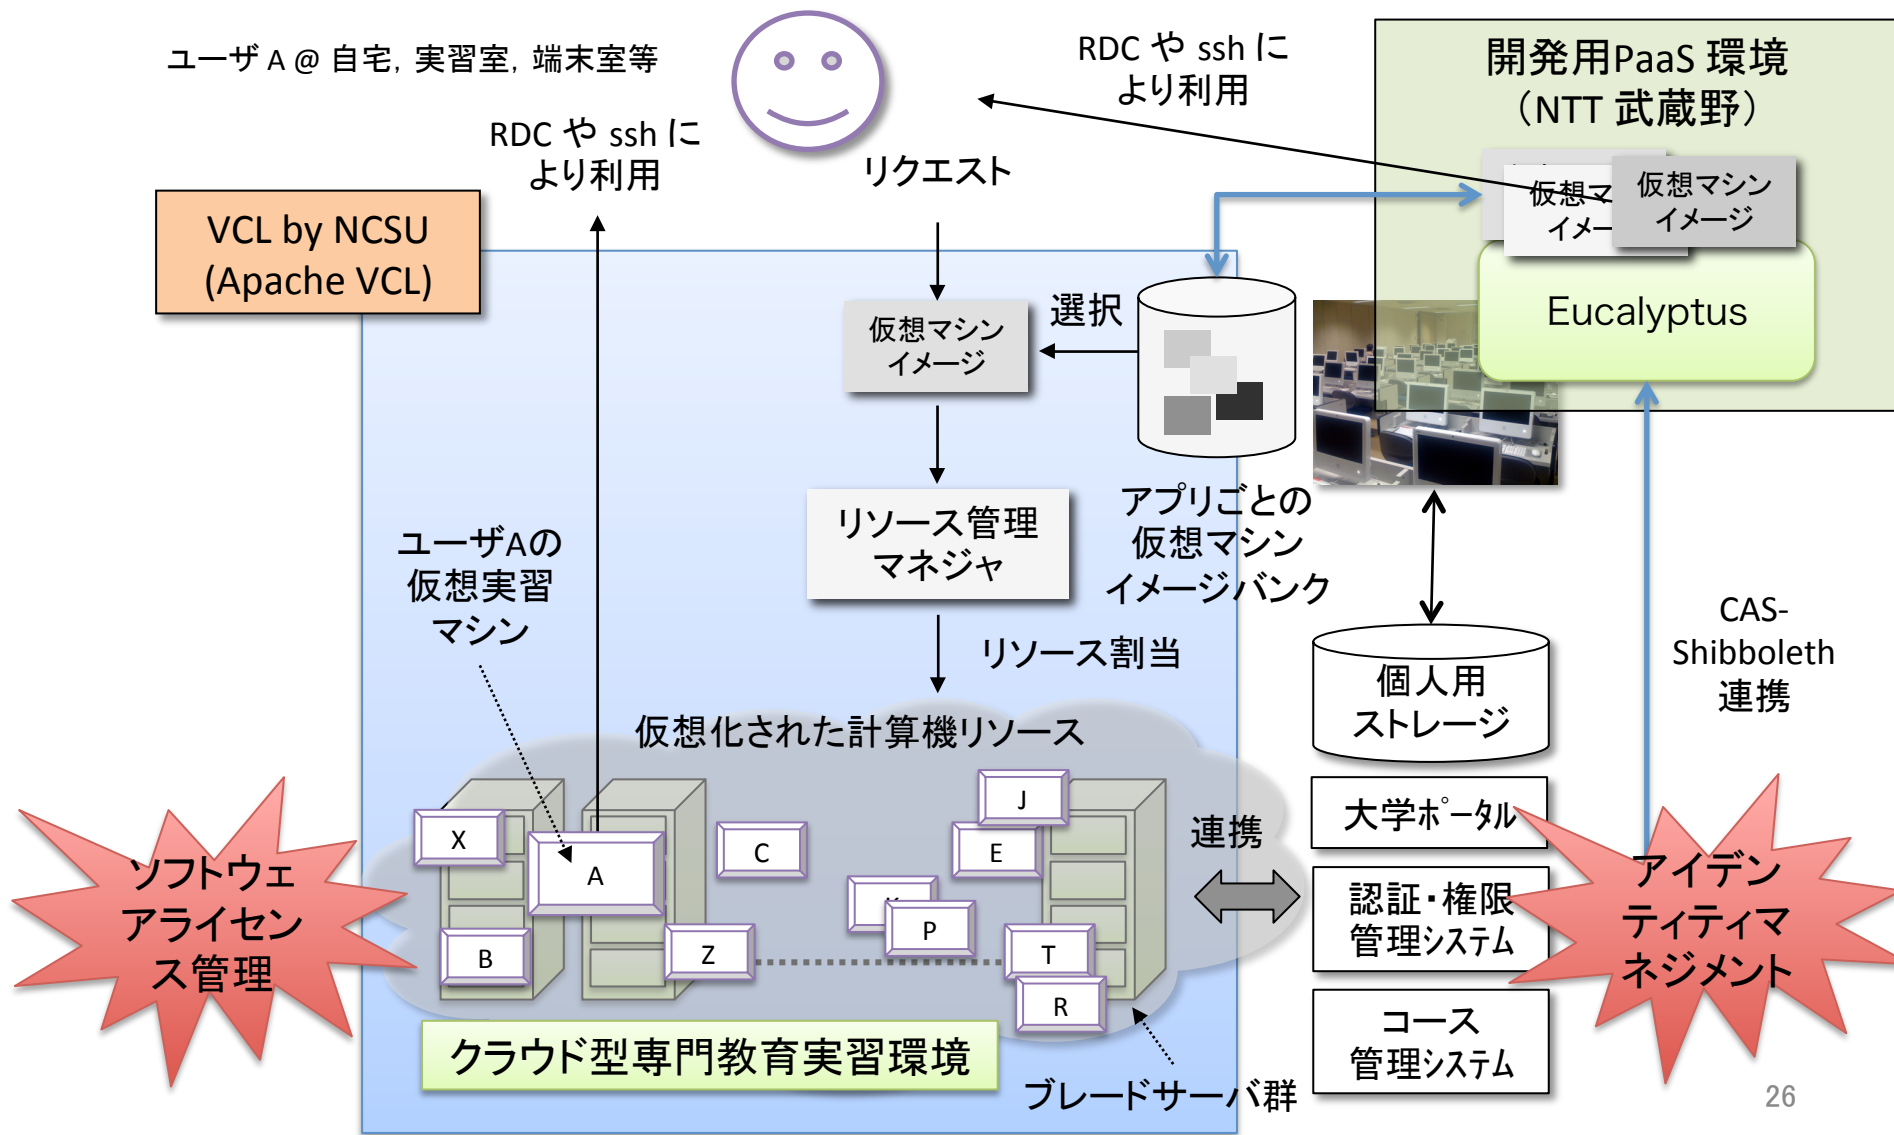 ユーザ A @ 自宅, 実習室, 端末室等
RDC や ssh に
より利用
リクエスト
RDC や ssh に
より利用
開発用PaaS 環境
（NTT 武蔵野）
仮想マ
イメー
仮想マシン
イメージ
Eucalyptus
VCL by NCSU
(Apache VCL)
仮想マシン
イメージ
選択
リソース管理
マネジャ
アプリごとの
仮想マシン
イメージバンク
ユーザAの
仮想実習
マシン
リソース割当
個人用
ストレージ
CAS-
Shibboleth
連携
仮想化された計算機リソース
X
A
B
Z
C
P
J
E
T
R
連携
大学ﾎﾟｰﾀﾙ
認証・権限
管理ｼｽﾃﾑ
コース
管理ｼｽﾃﾑ
ソフトウェ
アライセン
ス管理
アイデン
ティティマ
ネジメント
クラウド型専門教育実習環境
ブレードサーバ群
26